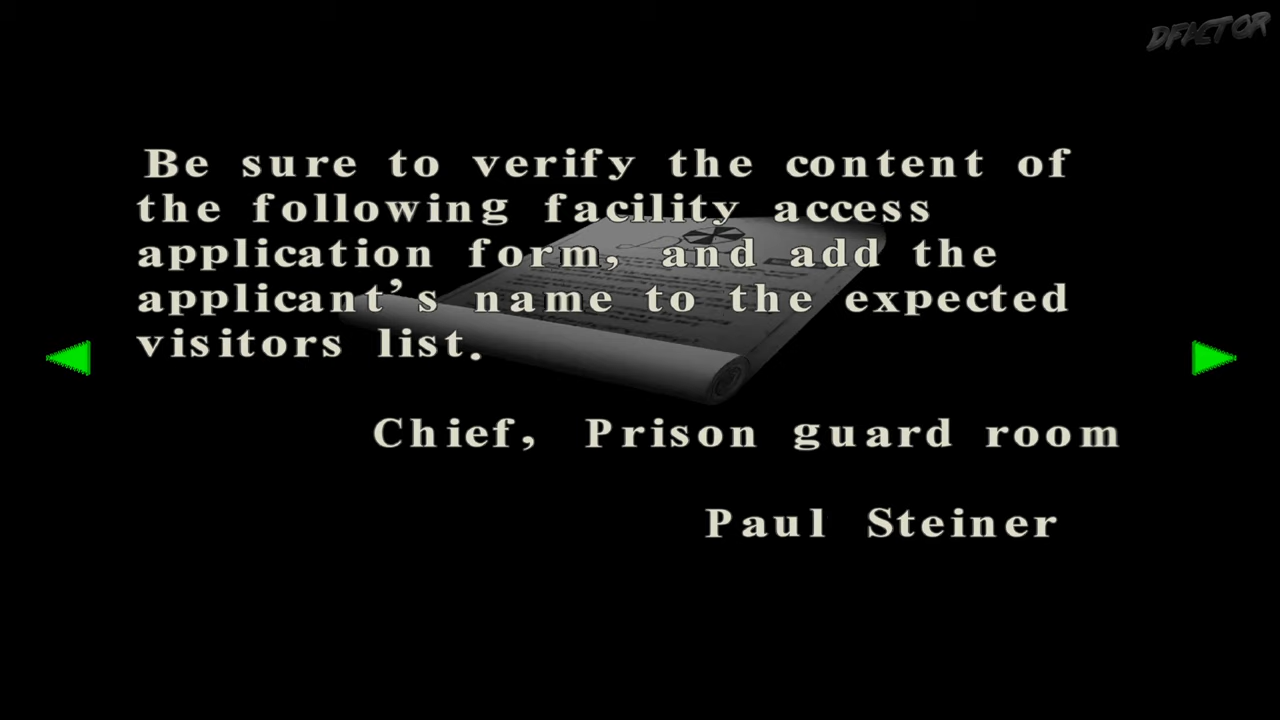 DFACTOR
Be sure to verify the content of
the following facility access
application form, and add the
applicant's name to the expected
visitors list.
Chief, Prison guard room
Paul Steiner